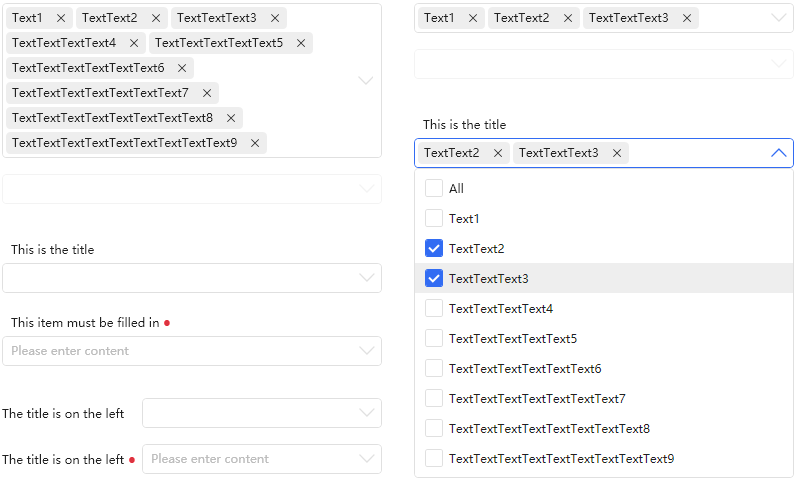 Text1 TextText2 TextTextText3
TextTextTextText4 TextTextTextTextText5
TextTextTextTextTextText6
TextTextTextTextTextTextText7
TextTextTextTextTextTextTextText8
TextTextTextTextTextTextTextTextText9
This is the title
This item must be filled in
Please enter content
The title is on the left
The title is on the left
Please enter content
Text1 TextText2 TextTextText3
This is the title
TextText2 TextTextText3
All
Text1
TextText2
TextTextText3
TextTextTextText4
TextTextTextTextText5
TextTextTextTextTextText6
TextTextTextTextTextTextText7
TextTextTextTextTextTextTextText8
TextTextTextTextTextTextTextTextText9